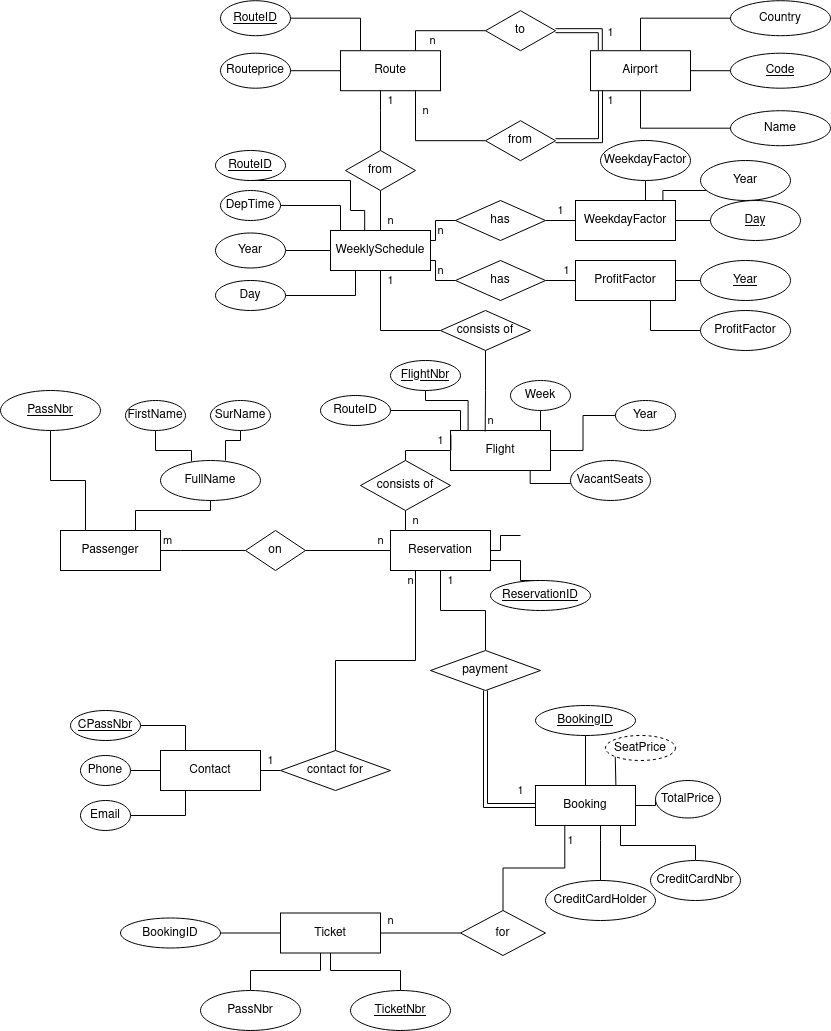 RouteID
Country
n
to
1
Routeprice
Route
Airport
Code
1
1
n
Name
from
RouteID
from
WeekdayFactor
Year
DepTime
n
has
1
WeekdayFactor
Day
n
Year
WeeklySchedule
n
has
1
ProfitFactor
Year
1
Day
consists of
ProfitFactor
FlightNbr
Week
PassNbr
FirstName
SurName
RouteID
Year
n
1
Flight
FullName
consists of
VacantSeats
n
m
n
Passenger
on
Reservation
n
1
ReservationID
payment
CPassNbr
BookingID
SeatPrice
Phone
Contact
1
contact for
1
TotalPrice
Booking
Email
1
CreditCardNbr
CreditCardHolder
n
BookingID
Ticket
for
PassNbr
TicketNbr